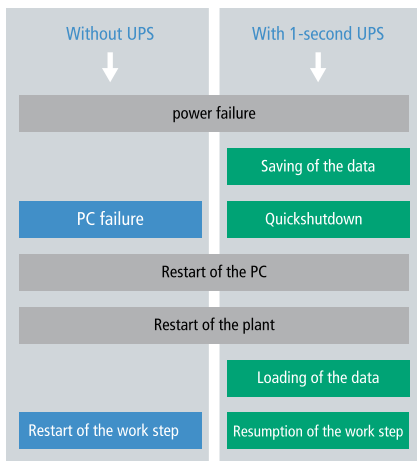 Without UPS
With 1-second UPS
power failure
Saving of the data
PC failure
Quickshutdown
Restart of the PC
Restart of the plant
Loading of the data
Restart of the work step
Resumption of the work step